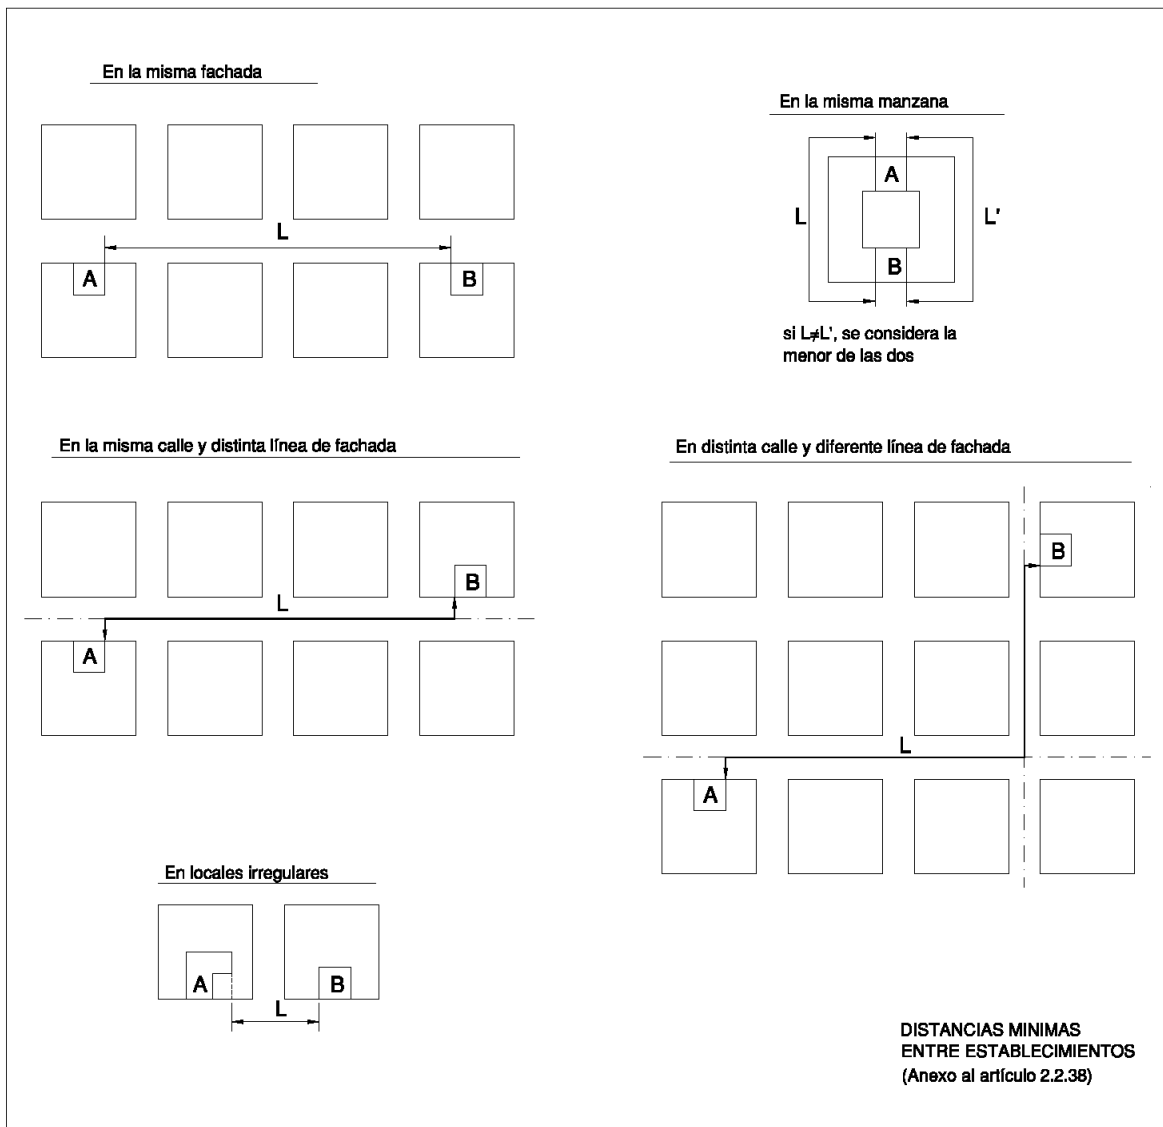 En la misma fachada
L
A
B
En la misma manzana
A
L
L'
B
si L≠L', se considera la
menor de las dos
En la misma calle y distinta línea de fachada
B
L
A
En distinta calle y diferente línea de fachada
B
L
A
En locales irregulares
A
B
L
DISTANCIAS MINIMAS
ENTRE ESTABLECIMIENTOS
(Anexo al artículo 2.2.38)